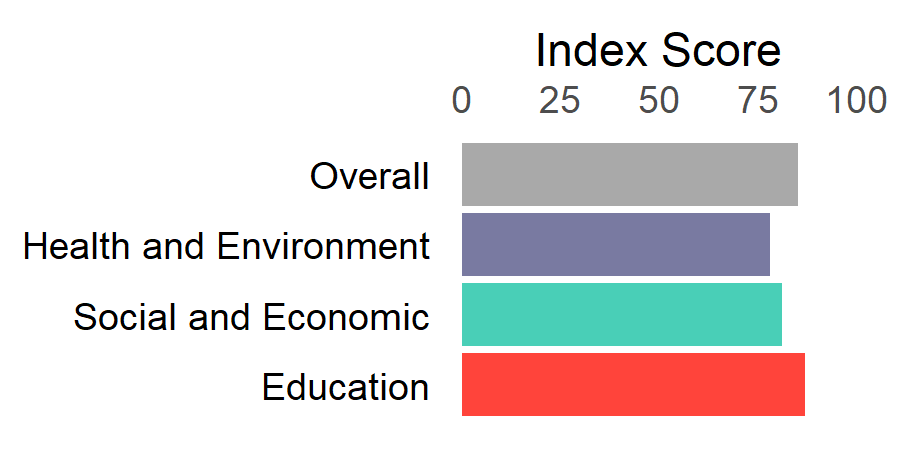 Index Score
0 25 50 75 100
Overall
Health and Environment
Social and Economic
Education